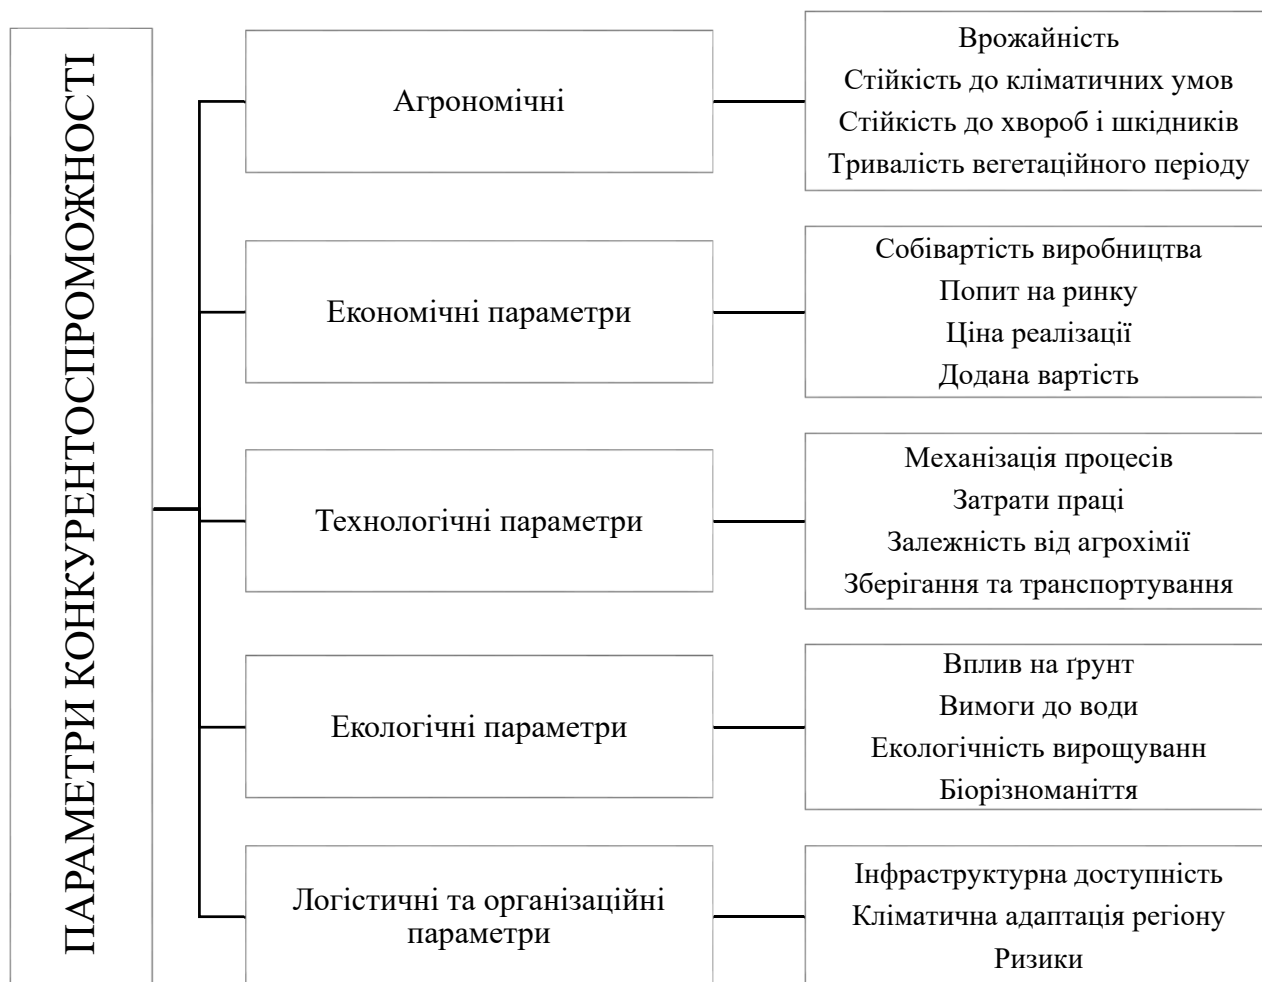 ПАРАМЕТРИ КОНКУРЕНТОСПРОМОЖНОСТІ
Агрономічні
Врожайність
Стійкість до кліматичних умов
Стійкість до хвороб і шкідників
Тривалість вегетаційного періоду
Економічні параметри
Собівартість виробництва
Попит на ринку
Ціна реалізації
Додана вартість
Технологічні параметри
Механізація процесів
Затрати праці
Залежність від агрохімії
Зберігання та транспортування
Екологічні параметри
Вплив на ґрунт
Вимоги до води
Екологічність вирощуванн
Біорізноманіття
Логістичні та організаційні
параметри
Інфраструктурна доступність
Кліматична адаптація регіону
Ризики